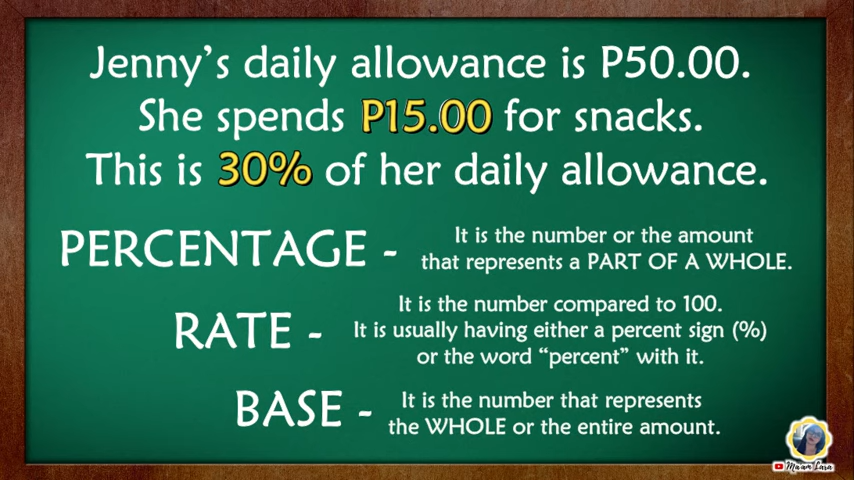 Jenny's daily allowance is P50.00.
She spends P15.00 for snacks.
This is 30% of her daily allowance.
PERCENTAGE - It is the number or the amount
that represents a PART OF A WHOLE.
RATE - It is the number compared to 100.
It is usually having either a percent sign (%)
or the word "percent" with it.
BASE - It is the number that represents
the WHOLE or the entire amount.
Ma'am Lara